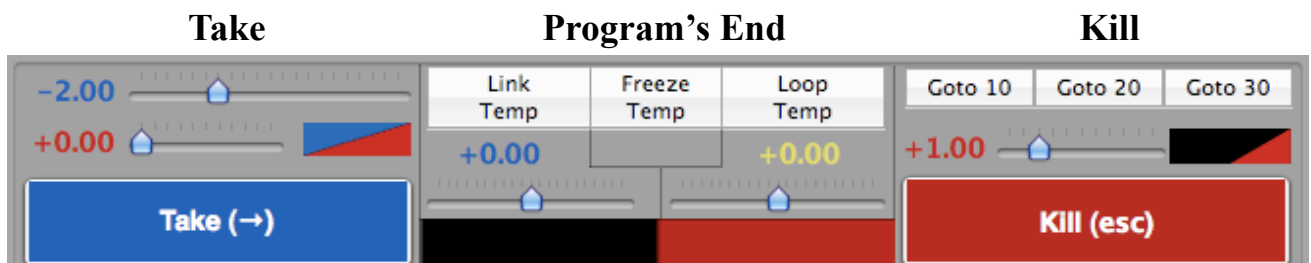 Take Program’s End Kill
-2.00 Link Freeze Loop Goto 10 Goto 20 Goto 30
Temp Temp Temp
+0.00 +0.00 +0.00 +1.00
Take (→) Kill (esc)